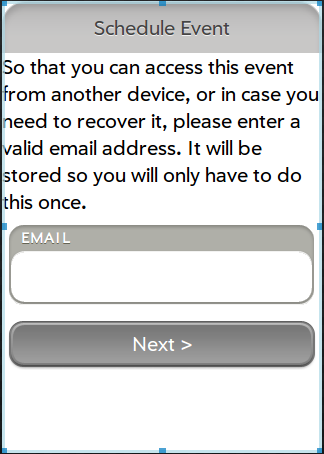 Schedule Event
So that you can access this event
from another device, or in case you
need to recover it, please enter a
valid email address. It will be
stored so you will only have to do
this once.
EMAIL
Next >